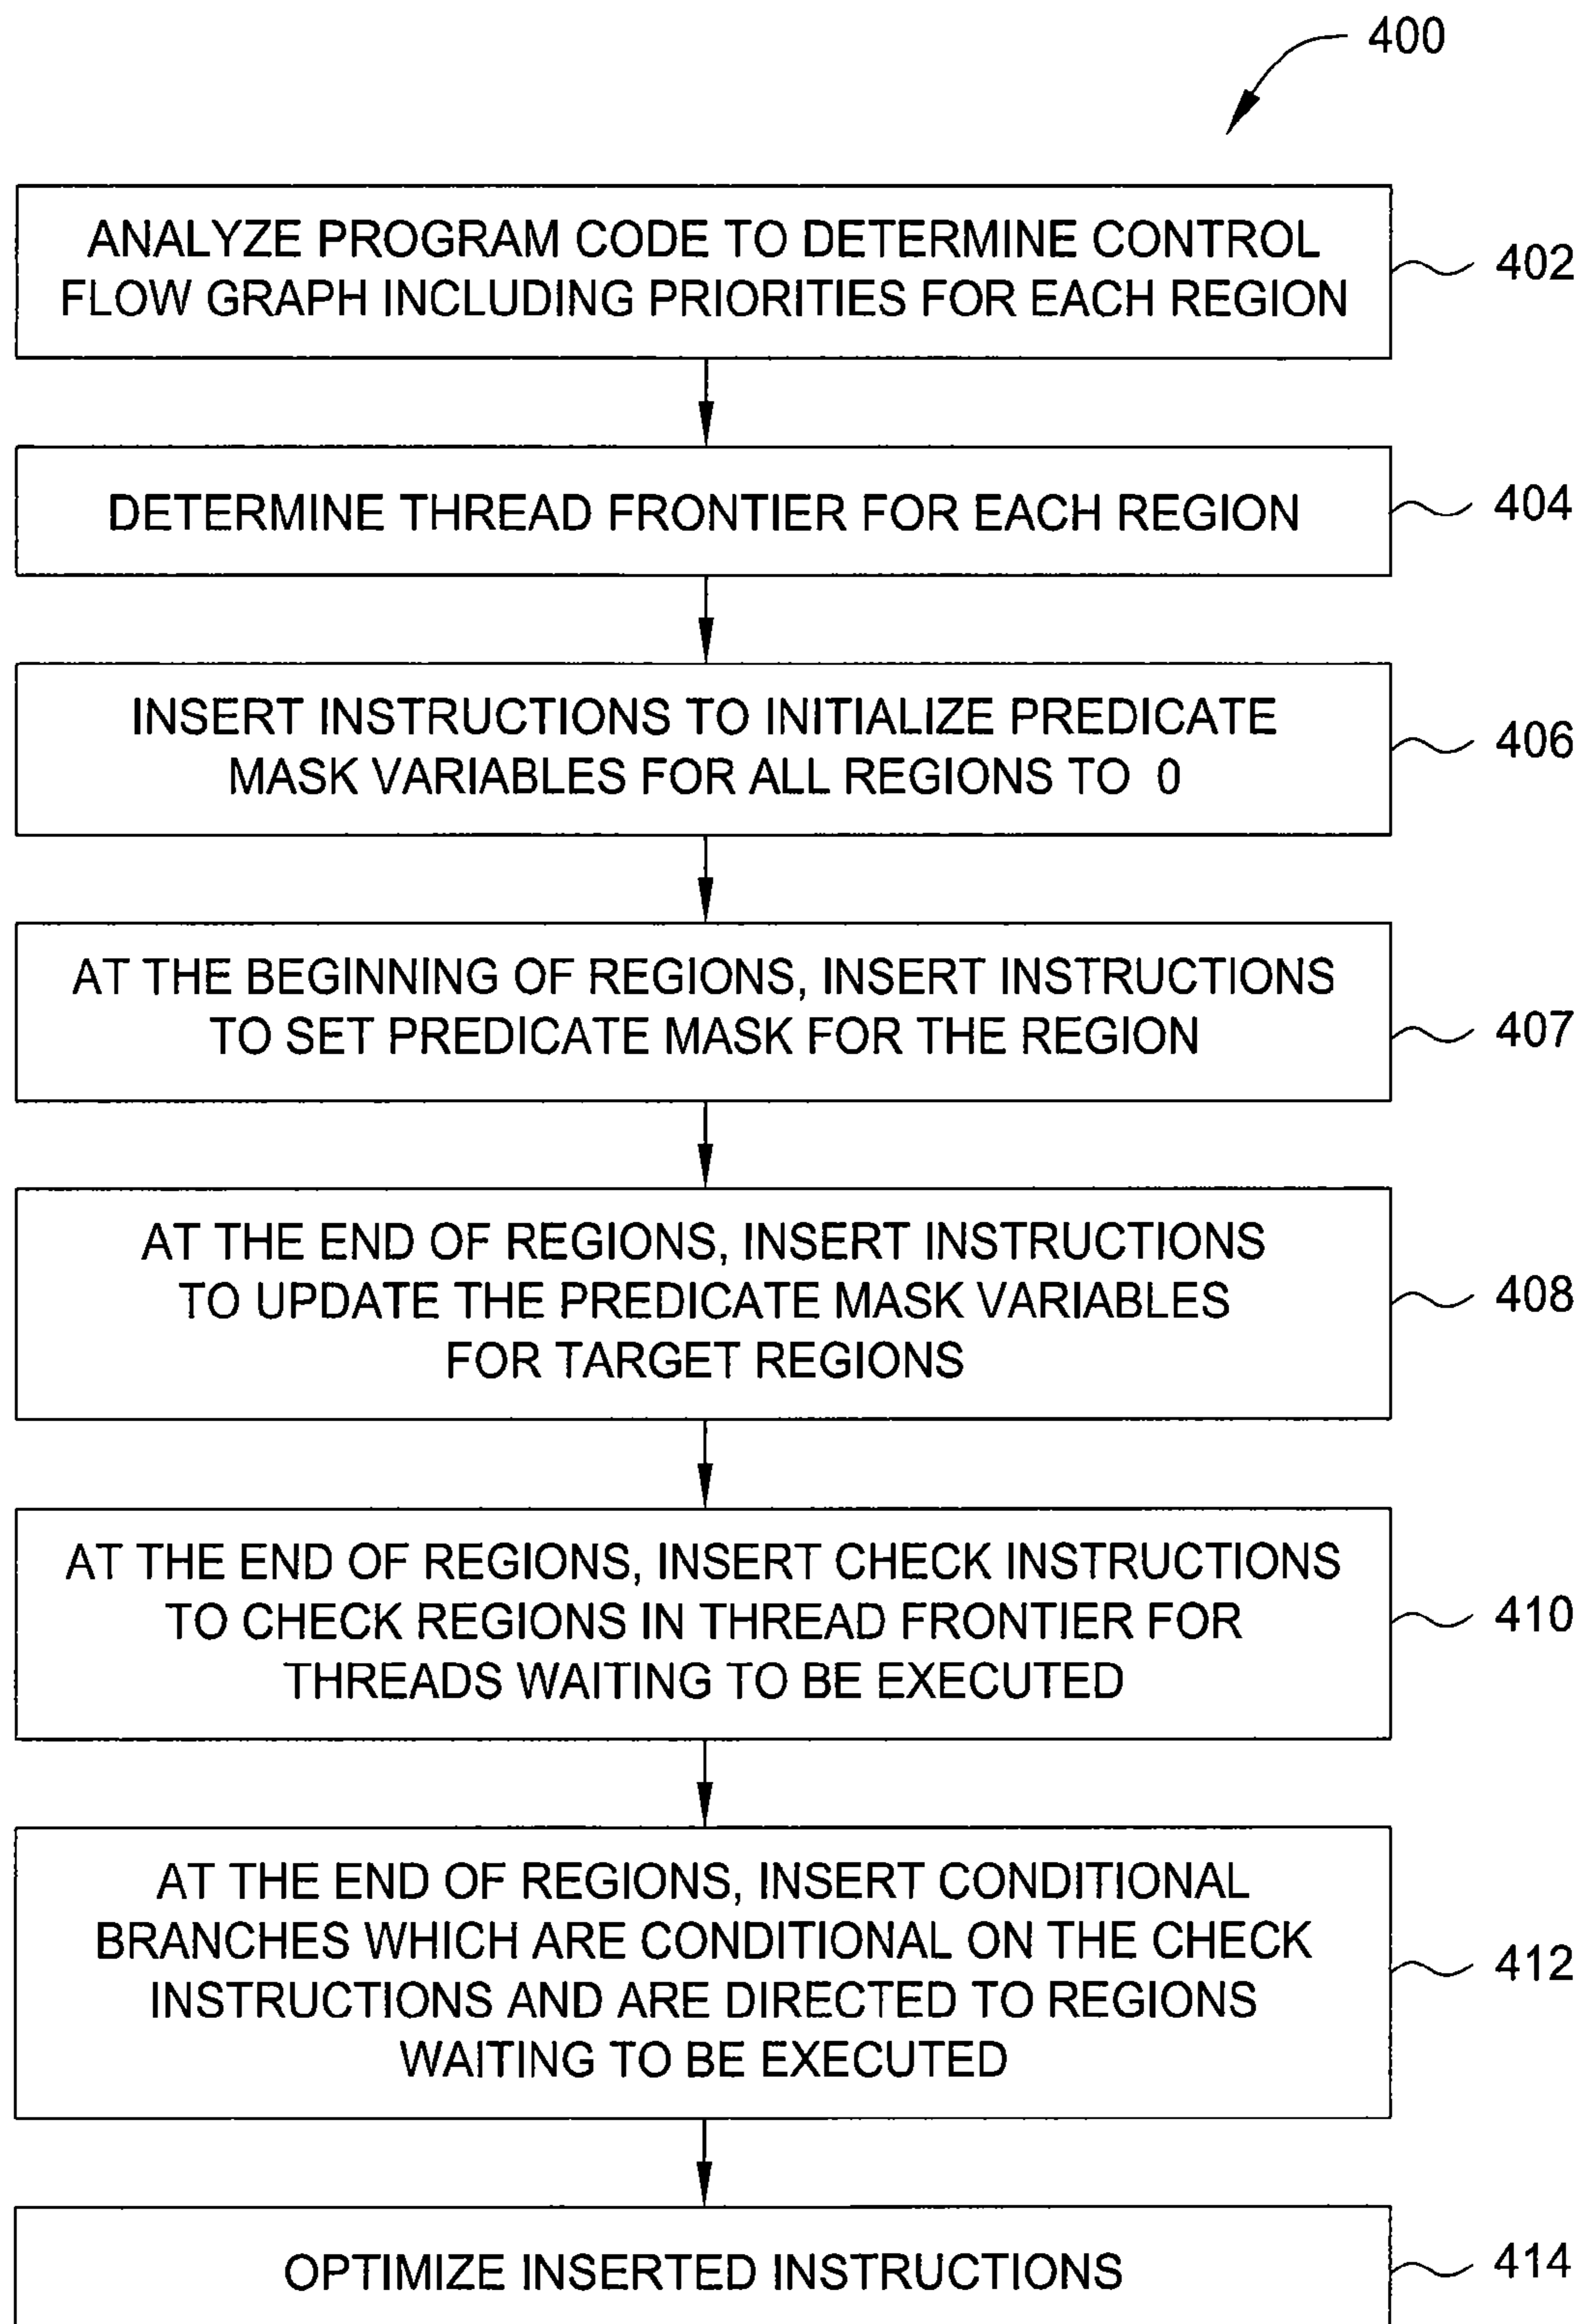 400
ANALYZE PROGRAM CODE TO DETERMINE CONTROL
FLOW GRAPH INCLUDING PRIORITIES FOR EACH REGION
402
DETERMINE THREAD FRONTIER FOR EACH REGION
404
INSERT INSTRUCTIONS TO INITIALIZE PREDICATE
MASK VARIABLES FOR ALL REGIONS TO 0
406
AT THE BEGINNING OF REGIONS, INSERT INSTRUCTIONS
TO SET PREDICATE MASK FOR THE REGION
407
AT THE END OF REGIONS, INSERT INSTRUCTIONS
TO UPDATE THE PREDICATE MASK VARIABLES
FOR TARGET REGIONS
408
AT THE END OF REGIONS, INSERT CHECK INSTRUCTIONS
TO CHECK REGIONS IN THREAD FRONTIER FOR
THREADS WAITING TO BE EXECUTED
410
AT THE END OF REGIONS, INSERT CONDITIONAL
BRANCHES WHICH ARE CONDITIONAL ON THE CHECK
INSTRUCTIONS AND ARE DIRECTED TO REGIONS
WAITING TO BE EXECUTED
412
OPTIMIZE INSERTED INSTRUCTIONS
414